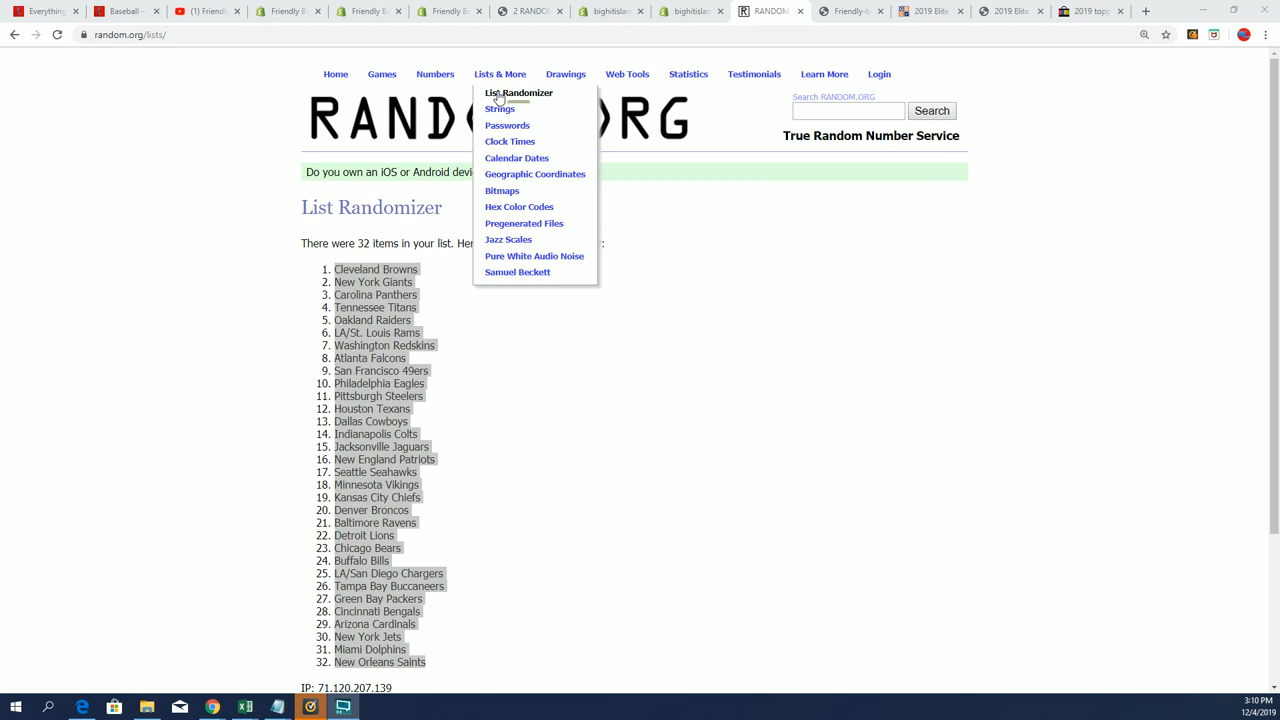 Everything
Baseball
(1) Friendl
Friendly Bo
Friendly Bo
Friendly Ba
2 RANDO
bighitislan
bighitislan
RANDOM
Friendly-B
2019 Elite
2019 Elite
2019 topp
random.org/lists/
Home Games Numbers Lists & More Drawings Web Tools Statistics Testimonials Learn More Login
List Randomizer
Strings
Passwords
Clock Times
Calendar Dates
Geographic Coordinates
Bitmaps
Hex Color Codes
Pregenerated Files
Jazz Scales
Pure White Audio Noise
Samuel Beckett
RAND RG
Search RANDOM.ORG
Search
True Random Number Service
Do you own an iOS or Android devi
List Randomizer
There were 32 items in your list. Her :
1. Cleveland Browns
2. New York Giants
3. Carolina Panthers
4. Tennessee Titans
5. Oakland Raiders
6. LA/St. Louis Rams
7. Washington Redskins
8. Atlanta Falcons
9. San Francisco 49ers
10. Philadelphia Eagles
11. Pittsburgh Steelers
12. Houston Texans
13. Dallas Cowboys
14. Indianapolis Colts
15. Jacksonville Jaguars
16. New England Patriots
17. Seattle Seahawks
18. Minnesota Vikings
19. Kansas City Chiefs
20. Denver Broncos
21. Baltimore Ravens
22. Detroit Lions
23. Chicago Bears
24. Buffalo Bills
25. LA/San Diego Chargers
26. Tampa Bay Buccaneers
27. Green Bay Packers
28. Cincinnati Bengals
29. Arizona Cardinals
30. New York Jets
31. Miami Dolphins
32. New Orleans Saints
IP: 71.120.207.139
3:10 PM
12/4/2019